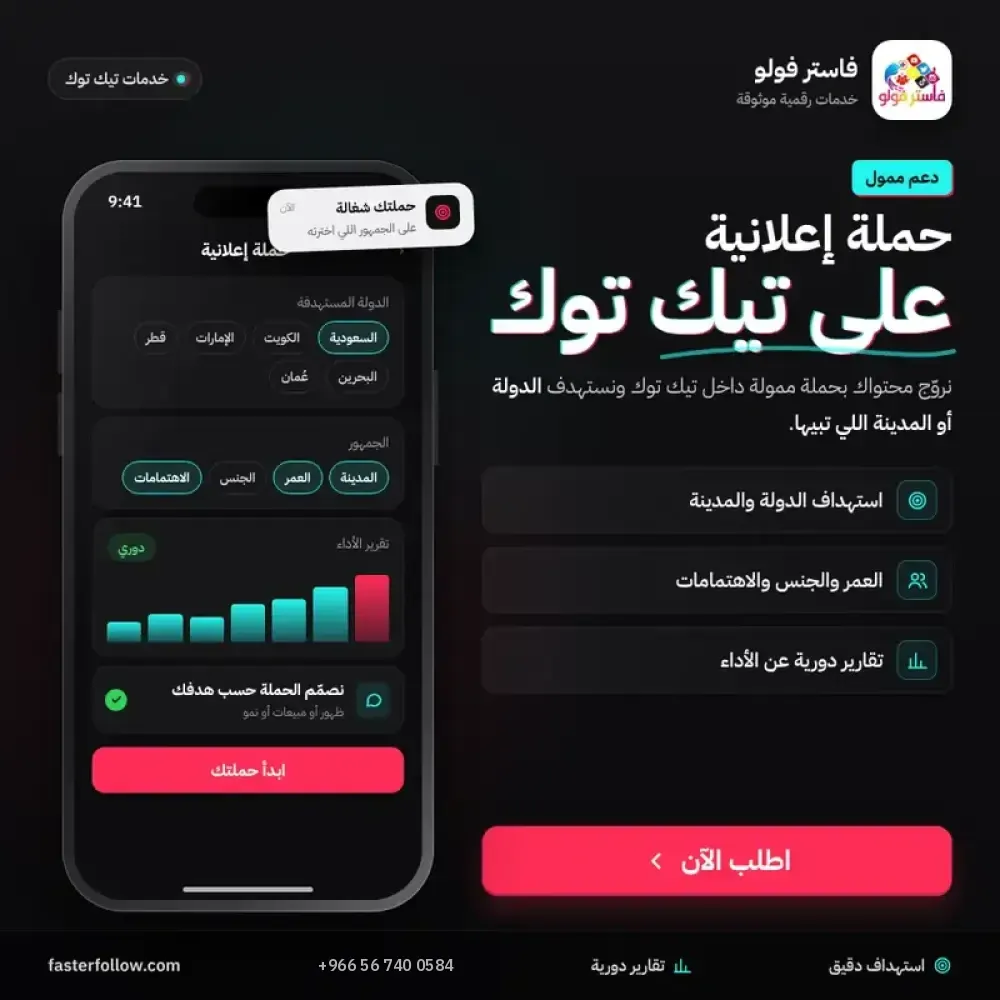 فاستر فولو
فاستر فولو
خدمات رقمية موثوقة
خدمات تيك توك
دعم ممول
حملة إعلانية
على تيك توك
نروّج محتواك بحملة ممولة داخل تيك توك ونستهدف الدولة
أو المدينة اللي تبيها.
استهداف الدولة والمدينة
العمر والجنس والاهتمامات
تقارير دورية عن الأداء
اطلب الآن
9:41
حملتك شغالة
الآن
على الجمهور اللي اخترته
حملة إعلانية
الدولة المستهدفة
السعودية الكويت الإمارات قطر
البحرين عُمان
الجمهور
المدينة العمر الجنس الاهتمامات
تقرير الأداء دوري
نصمّم الحملة حسب هدفك
ظهور أو مبيعات أو نمو
ابدأ حملتك
استهداف دقيق
تقارير دورية
+966 56 740 0584
fasterfollow.com